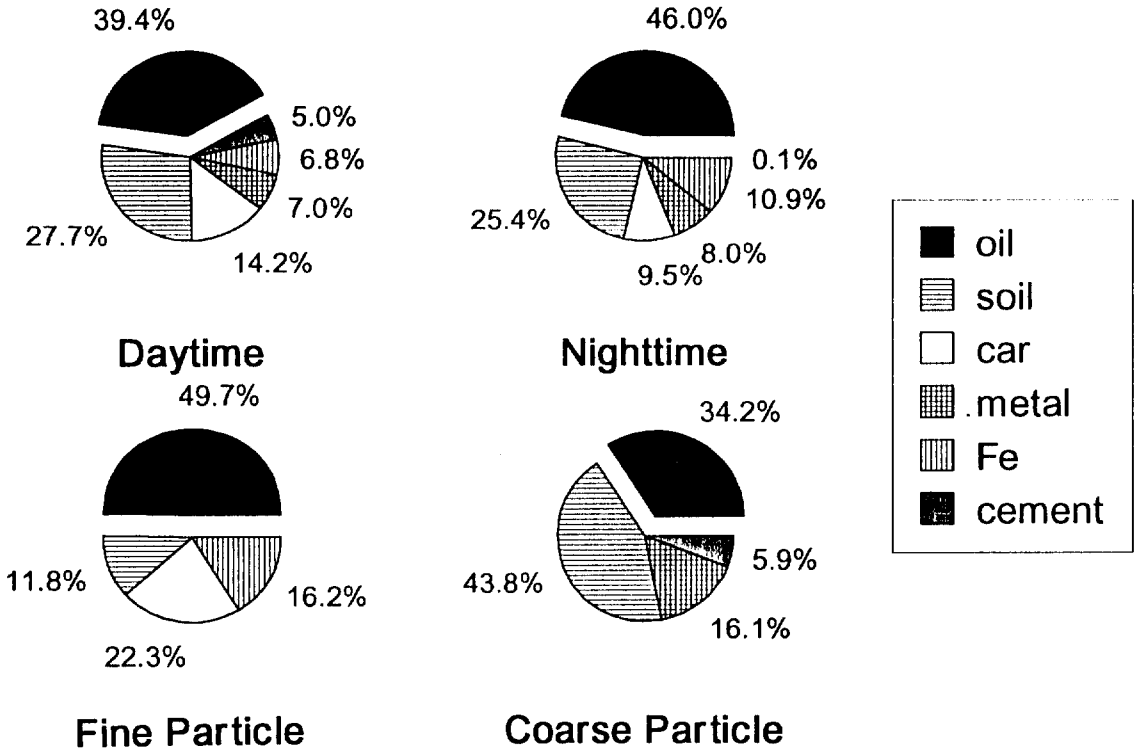 39.4%
5.0%
6.8%
7.0%
14.2%
27.7%
Daytime
46.0%
0.1%
10.9%
8.0%
9.5%
25.4%
Nighttime
49.7%
16.2%
22.3%
11.8%
Fine Particle
34.2%
5.9%
16.1%
43.8%
Coarse Particle
oil
soil
car
metal
Fe
cement